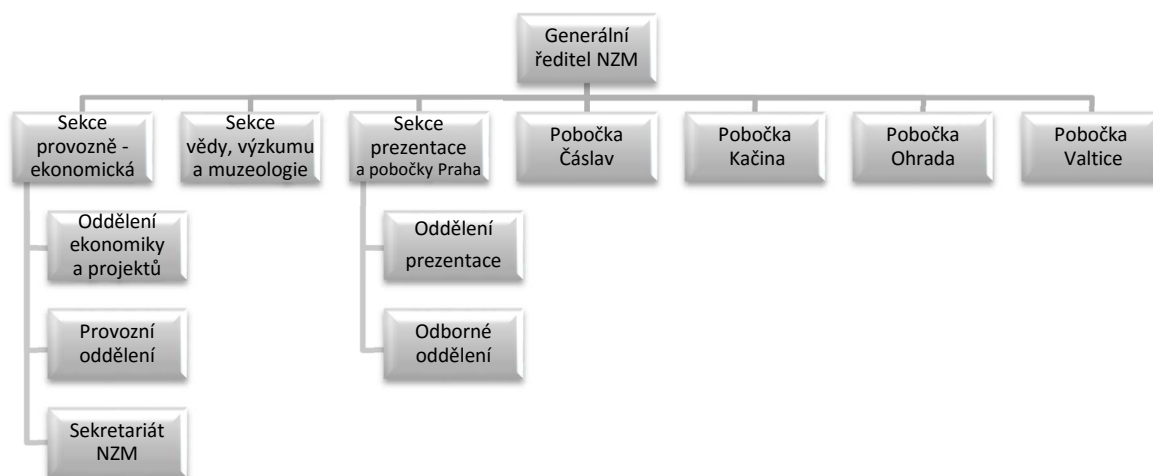 Generální
ředitel NZM
Sekce
provozně -
ekonomická
Sekce
vědy, výzkumu
a muzeologie
Sekce
prezentace
a pobočky Praha
Pobočka
Čáslav
Pobočka
Kačina
Pobočka
Ohrada
Pobočka
Valtice
Oddělení
ekonomiky
a projektů
Oddělení
prezentace
Provozní
oddělení
Odborné
oddělení
Sekretariát
NZM